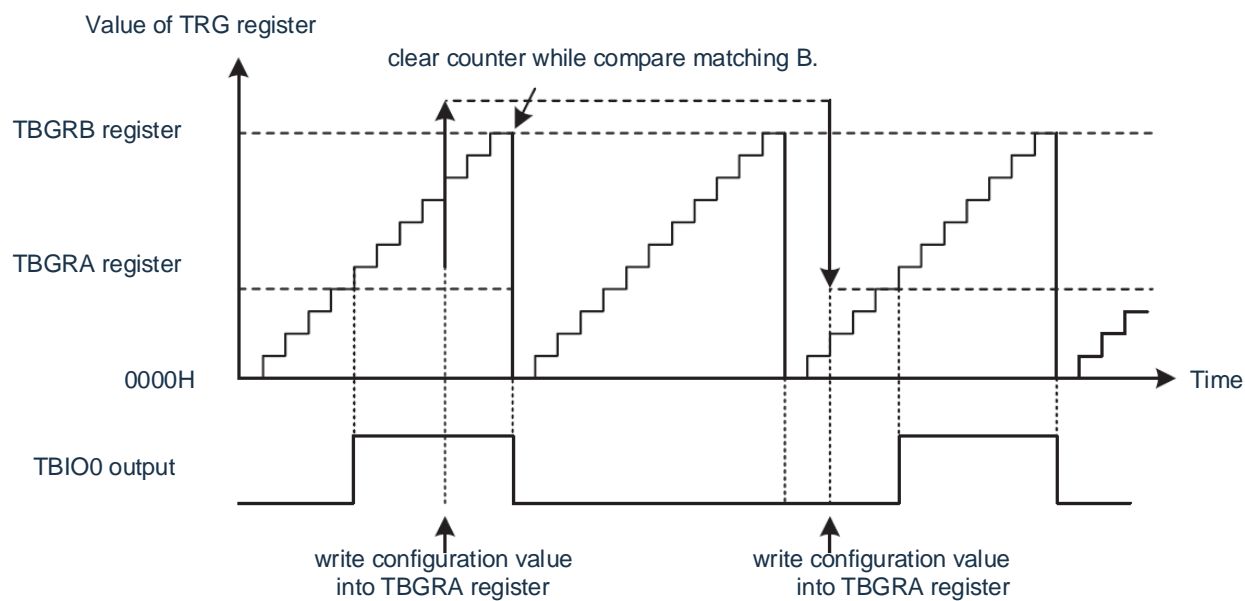 Value of TRG register
clear counter while compare matching B.
TBGRB register
TBGRA register
0000H
Time
TBIO0 output
write configuration value
into TBGRA register
write configuration value
into TBGRA register